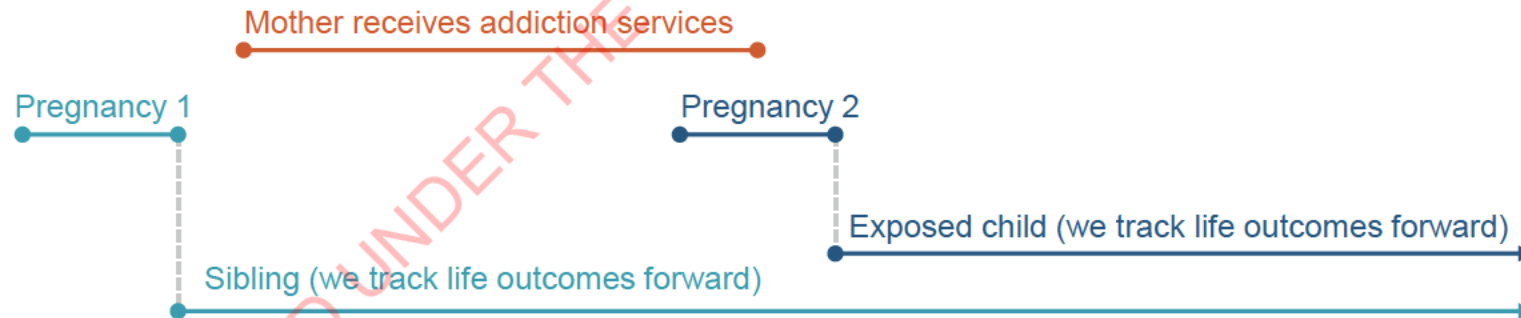 Mother receives addiction services
Pregnancy 1
Pregnancy 2
Exposed child (we track life outcomes forward)
Sibling (we track life outcomes forward)
UNDER THE